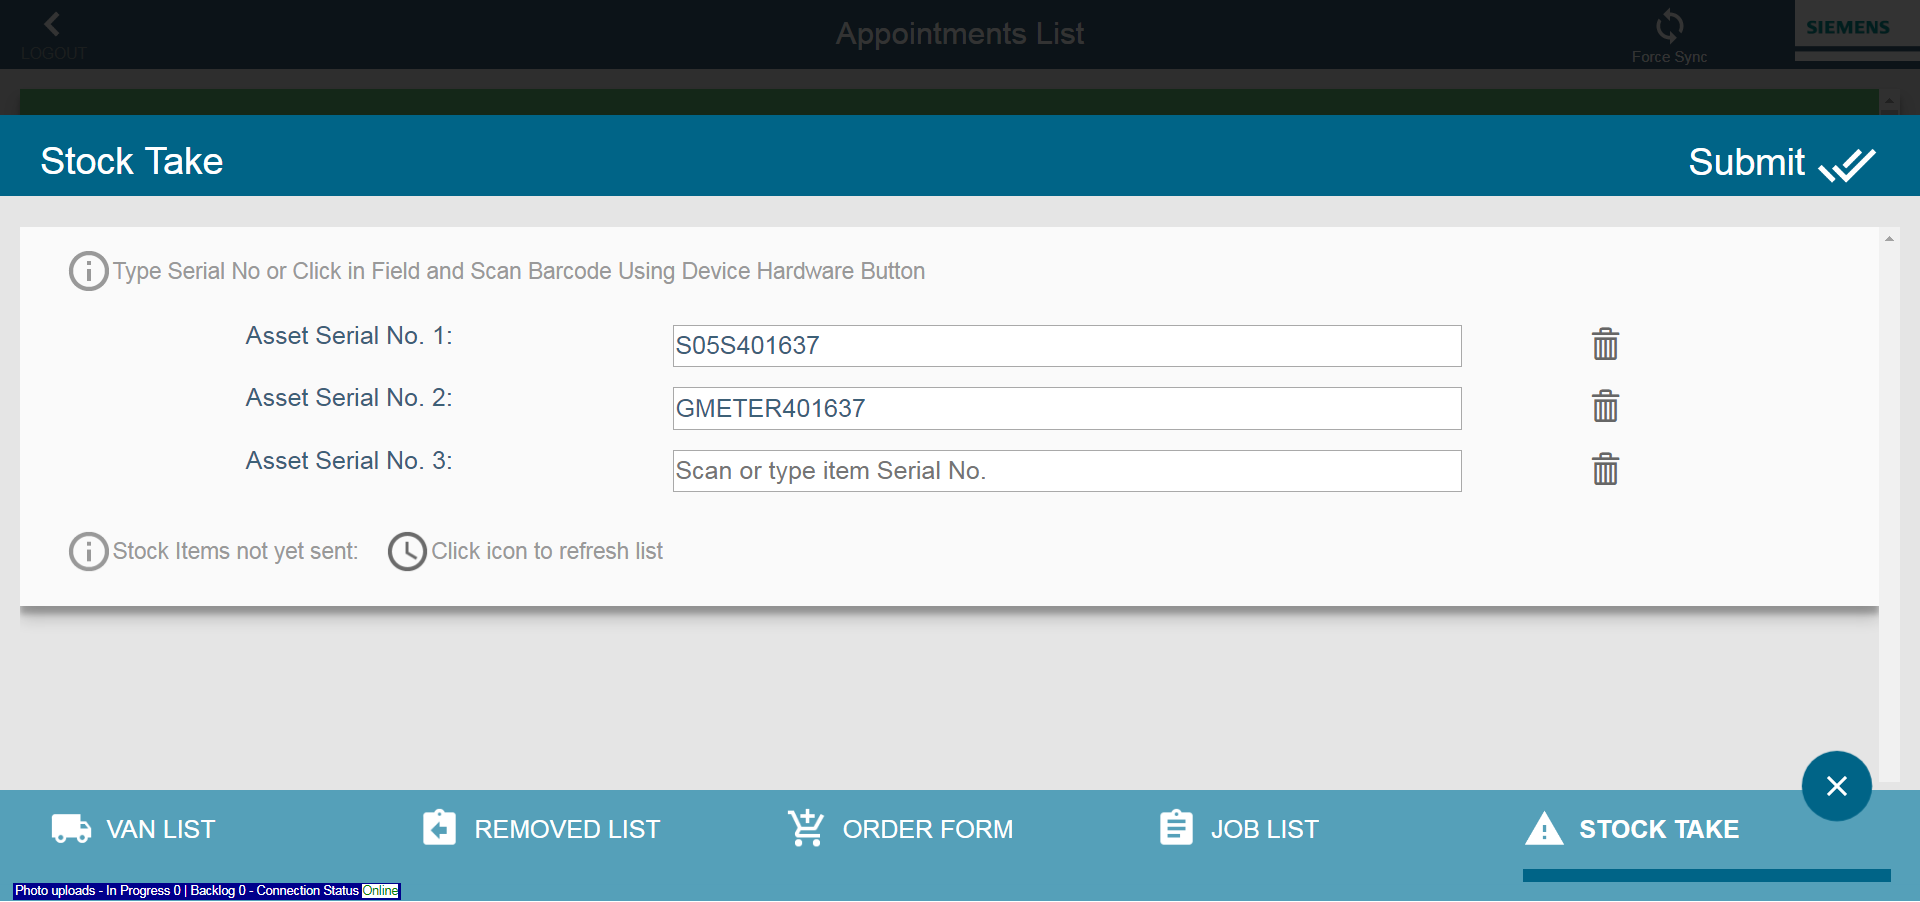 LOGOUT
Appointments List
Force Sync
SIEMENS
Stock Take
Submit
Type Serial No or Click in Field and Scan Barcode Using Device Hardware Button
Asset Serial No. 1:
S05S401637
Asset Serial No. 2:
GMETER401637
Asset Serial No. 3:
Scan or type item Serial No.
Stock Items not yet sent:
Click icon to refresh list
VAN LIST
REMOVED LIST
ORDER FORM
JOB LIST
STOCK TAKE
Photo uploads - In Progress 0 | Backlog 0 - Connection Status Online